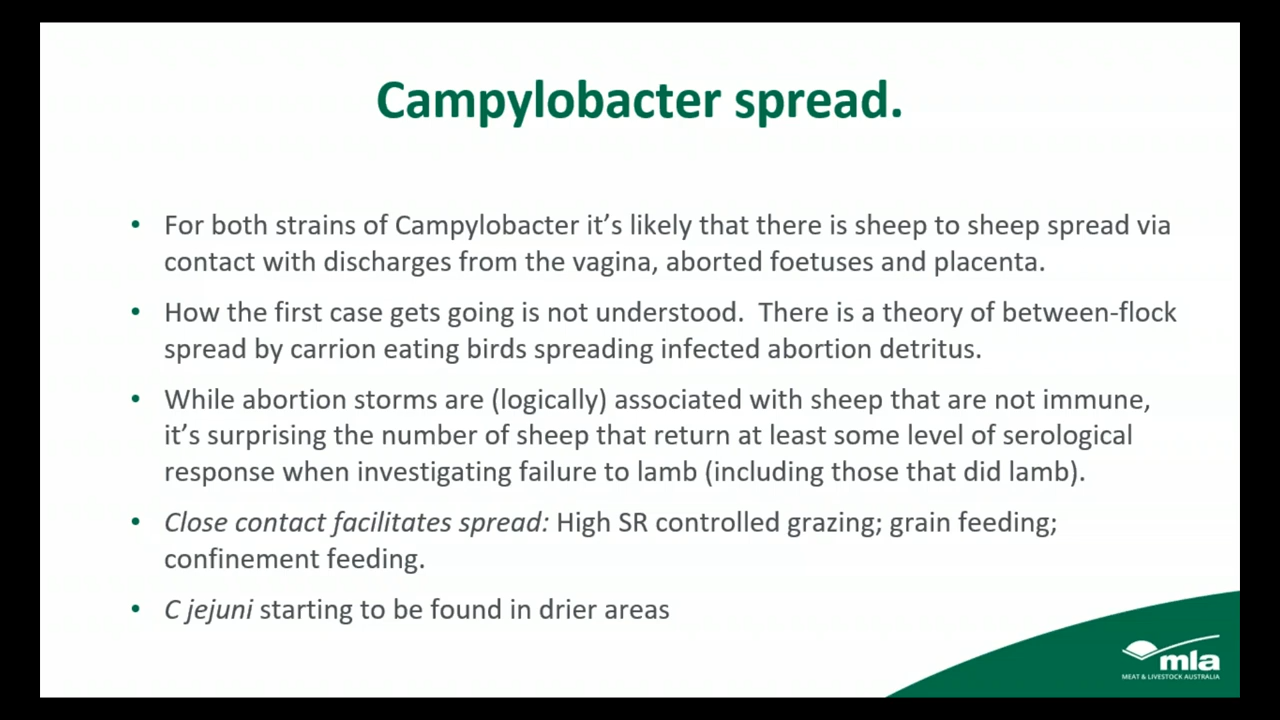 Campylobacter spread.
• For both strains of Campylobacter it’s likely that there is sheep to sheep spread via
contact with discharges from the vagina, aborted foetuses and placenta.
• How the first case gets going is not understood.  There is a theory of between-flock
spread by carrion eating birds spreading infected abortion detritus.
• While abortion storms are (logically) associated with sheep that are not immune,
it’s surprising the number of sheep that return at least some level of serological
response when investigating failure to lamb (including those that did lamb).
• Close contact facilitates spread: High SR controlled grazing; grain feeding;
confinement feeding.
• C jejuni starting to be found in drier areas
mla
MEAT & LIVESTOCK AUSTRALIA